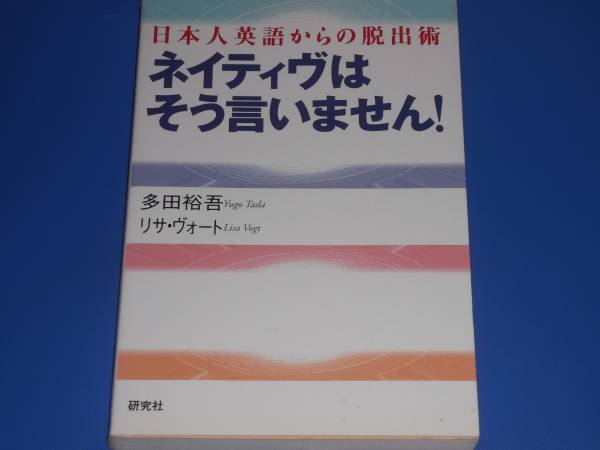 日本人英語からの脱出術
ネイティヴは
そう言いません!
多田裕吾 Yugo Tada
リサ・ヴォート Lisa Vogt
研究社